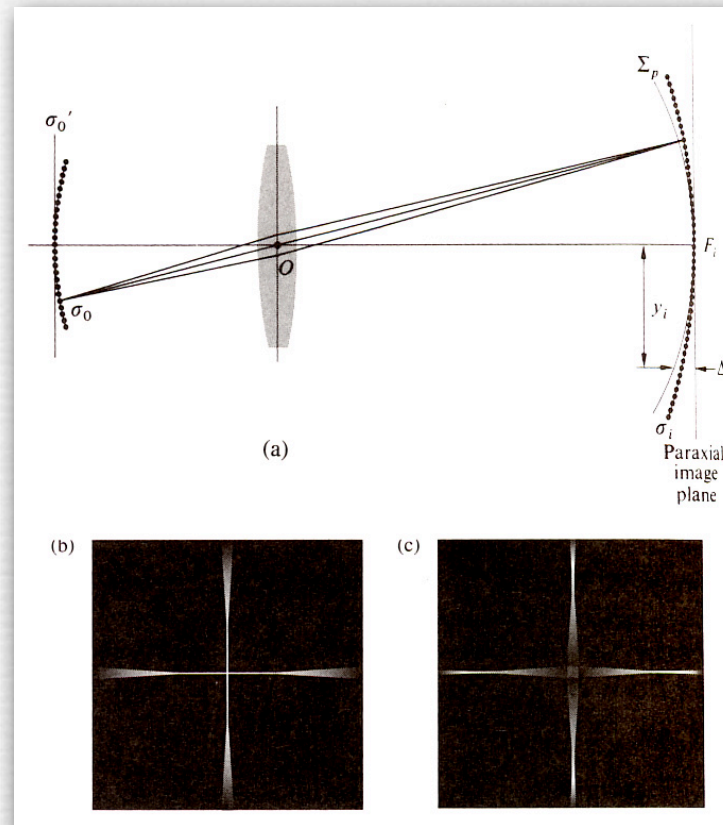 Σp
σ0′
Fi
O
yi
σ0
Δ
σi
(a)
Paraxial
image
plane
(b)
(c)